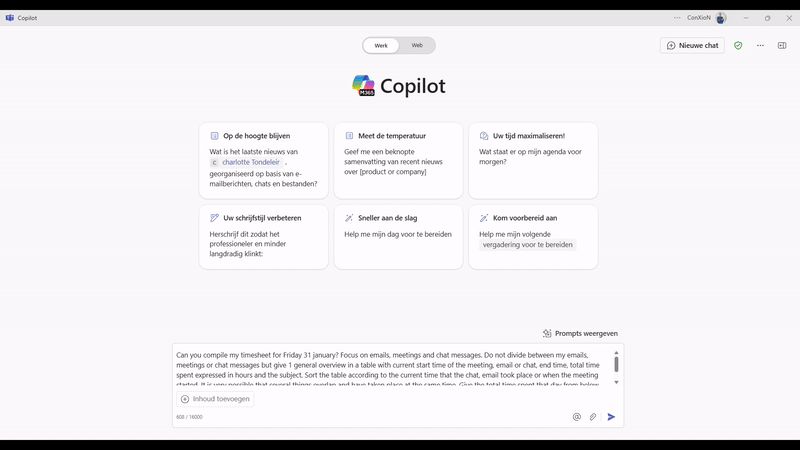 Copilot
ConXioN
Werk
Web
Nieuwe chat
M365
Copilot
Op de hoogte blijven
Wat is het laatste nieuws van
C charlotte Tondeleir ,
georganiseerd op basis van e-
mailberichten, chats en bestanden?
Meet de temperatuur
Geef me een beknopte
samenvatting van recent nieuws
over [product or company]
Uw tijd maximaliseren!
Wat staat er op mijn agenda voor
morgen?
Uw schrijfstijl verbeteren
Herschrijf dit zodat het
professioneler en minder
langdradig klinkt:
Sneller aan de slag
Help me mijn dag voor te bereiden
Kom voorbereid aan
Help me mijn volgende
vergadering voor te bereiden
Prompts weergeven
Can you compile my timesheet for Friday 31 january? Focus on emails, meetings and chat messages. Do not divide between my emails,
meetings or chat messages but give 1 general overview in a table with current start time of the meeting, email or chat, end time, total time
spent expressed in hours and the subject. Sort the table according to the current time that the chat, email took place or when the meeting
started. It is very possible that several things overlap and have taken place at the same time. Give the total time spent that day from below
Inhoud toevoegen
608 / 16000